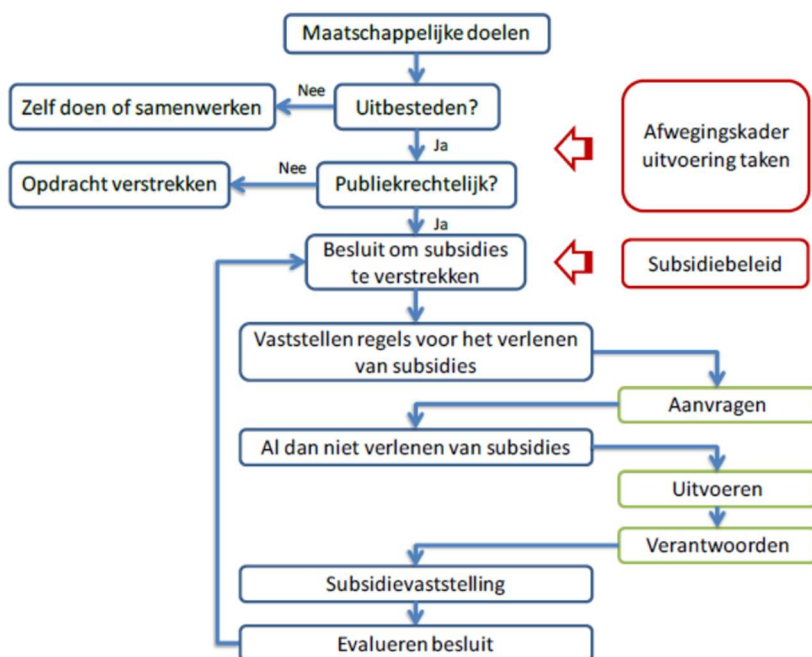 Maatschappelijke doelen
Nee
Zelf doen of samenwerken
Uitbesteden?
Ja
Afwegingskader
uitvoering taken
Nee
Opdracht verstrekken
Publiekrechtelijk?
Ja
Besluit om subsidies
te verstrekken
Subsidiebeleid
Vaststellen regels voor het verlenen
van subsidies
Aanvragen
Al dan niet verlenen van subsidies
Uitvoeren
Verantwoorden
Subsidievaststelling
Evalueren besluit